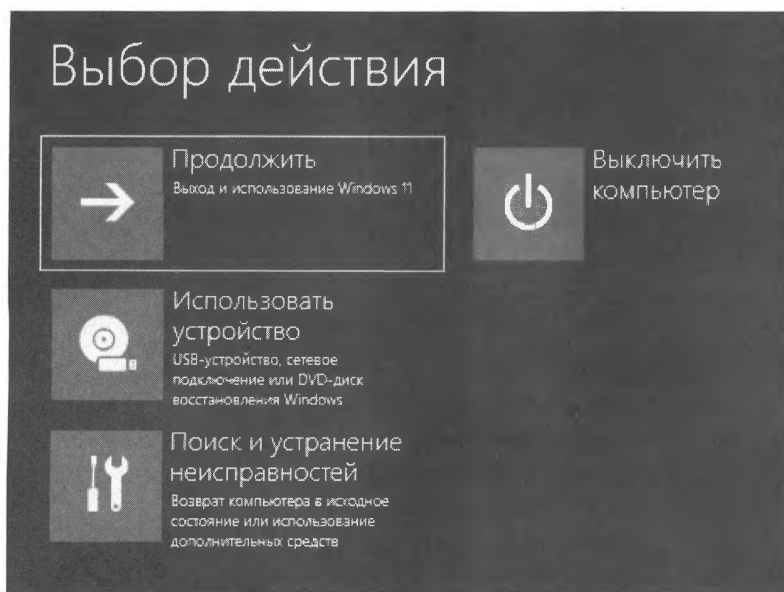 Выбор действия
Продолжить
Выход и использование Windows 11
Выключить
компьютер
Использовать
устройство
USB-устройство, сетевое
подключение или DVD-диск
восстановления Windows
Поиск и устранение
неисправностей
Возврат компьютера в исходное
состояние или использование
дополнительных средств